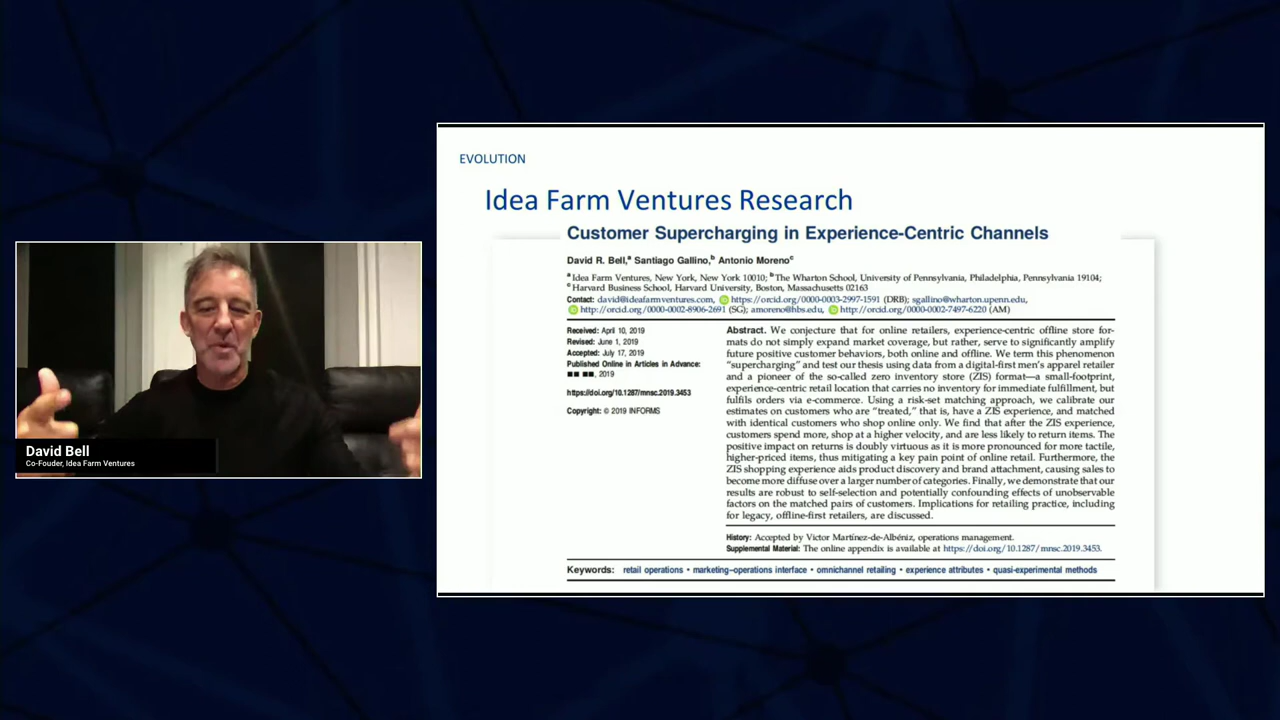 EVOLUTION
Idea Farm Ventures Research
Customer Supercharging in Experience-Centric Channels
David R. Bell,a Santiago Gallino,b Antonio Morenoc
a Idea Farm Ventures, New York, New York 10010; b The Wharton School, University of Pennsylvania, Philadelphia, Pennsylvania 19104;
c Harvard Business School, Harvard University, Boston, Massachusetts 02163
Contact: david@ideafarmventures.com, iD https://orcid.org/0000-0003-2997-1591 (DRB); sgallino@wharton.upenn.edu,
iD http://orcid.org/0000-0002-8906-2691 (SG); amoreno@hbs.edu, iD http://orcid.org/0000-0002-7497-6220 (AM)
Received: April 10, 2019
Revised: June 1, 2019
Accepted: July 17, 2019
Published Online in Articles in Advance:
■■ ■■, 2019
https://doi.org/10.1287/mnsc.2019.3453
Copyright: © 2019 INFORMS
Abstract. We conjecture that for online retailers, experience-centric offline store for-
mats do not simply expand market coverage, but rather, serve to significantly amplify
future positive customer behaviors, both online and offline. We term this phenomenon
"supercharging" and test our thesis using data from a digital-first men's apparel retailer
and a pioneer of the so-called zero inventory store (ZIS) format—a small-footprint,
experience-centric retail location that carries no inventory for immediate fulfillment, but
fulfils orders via e-commerce. Using a risk-set matching approach, we calibrate our
estimates on customers who are "treated," that is, have a ZIS experience, and matched
with identical customers who shop online only. We find that after the ZIS experience,
customers spend more, shop at a higher velocity, and are less likely to return items. The
positive impact on returns is doubly virtuous as it is more pronounced for more tactile,
higher-priced items, thus mitigating a key pain point of online retail. Furthermore, the
ZIS shopping experience aids product discovery and brand attachment, causing sales to
become more diffuse over a larger number of categories. Finally, we demonstrate that our
results are robust to self-selection and potentially confounding effects of unobservable
factors on the matched pairs of customers. Implications for retailing practice, including
for legacy, offline-first retailers, are discussed.
History: Accepted by Victor Martínez-de-Albéniz, operations management.
Supplemental Material: The online appendix is available at https://doi.org/10.1287/mnsc.2019.3453.
Keywords: retail operations • marketing–operations interface • omnichannel retailing • experience attributes • quasi-experimental methods
David Bell
Co-Fouder, Idea Farm Ventures